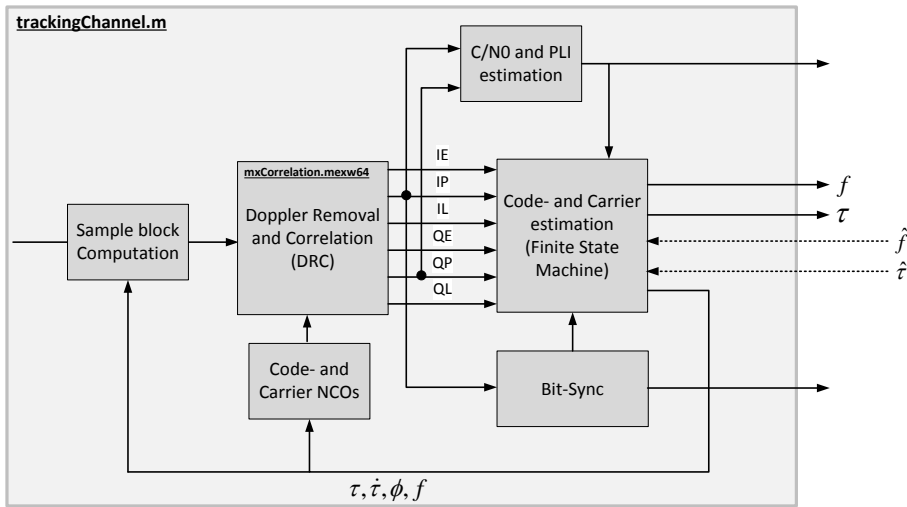 trackingChannel.m
C/N0 and PLI
estimation
mxCorrelation.mexw64
Doppler Removal
and Correlation
(DRC)
IE
IP
IL
QE
QP
QL
Code- and Carrier
estimation
(Finite State
Machine)
f
τ
f̂
τ̂
Sample block
Computation
Code- and
Carrier NCOs
Bit-Sync
τ, τ̇, ϕ, f